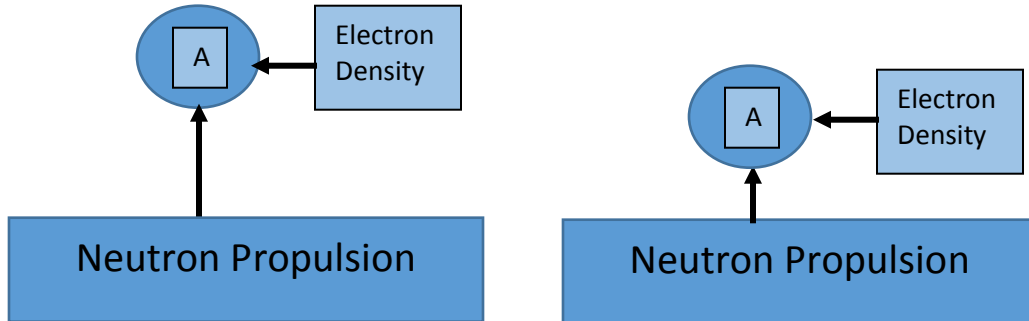 A
Electron
Density
Neutron Propulsion
A
Electron
Density
Neutron Propulsion